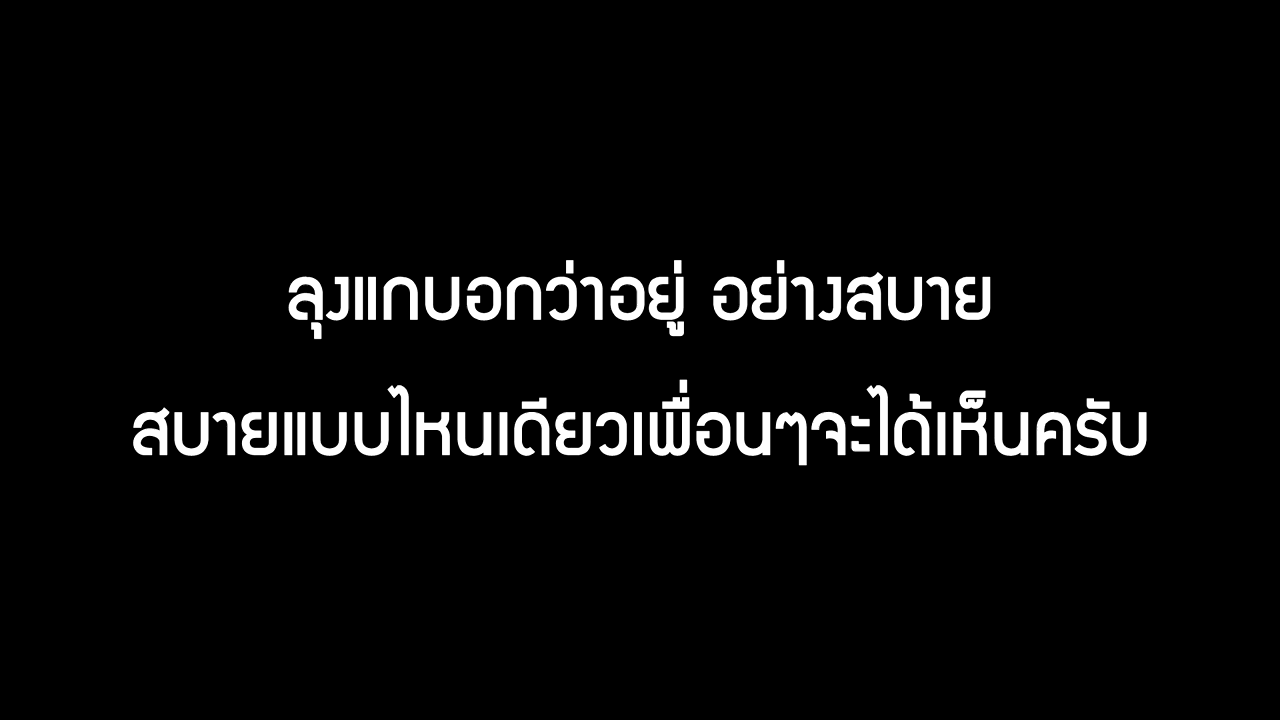 ลุงแกบอกว่าอยู่ อย่างสบาย
สบายแบบไหนเดียวเพื่อนๆจะได้เห็นครับ